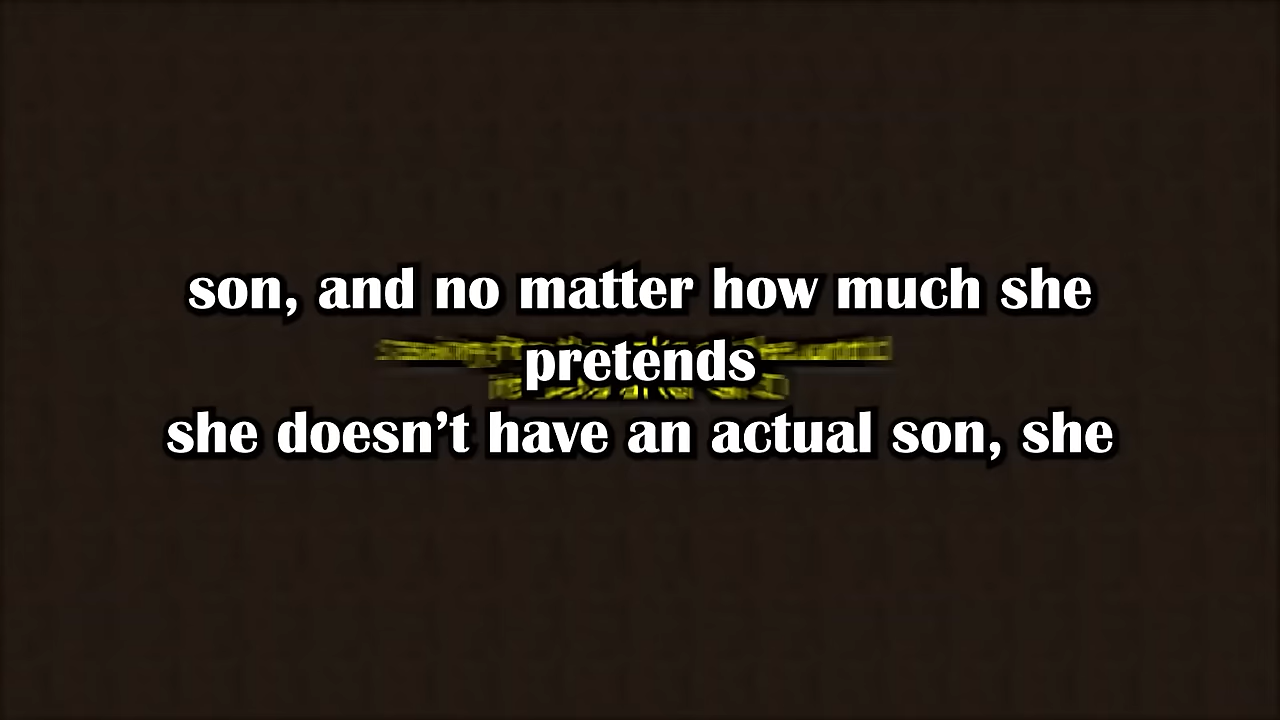 son, and no matter how much she
pretends
she doesn’t have an actual son, she